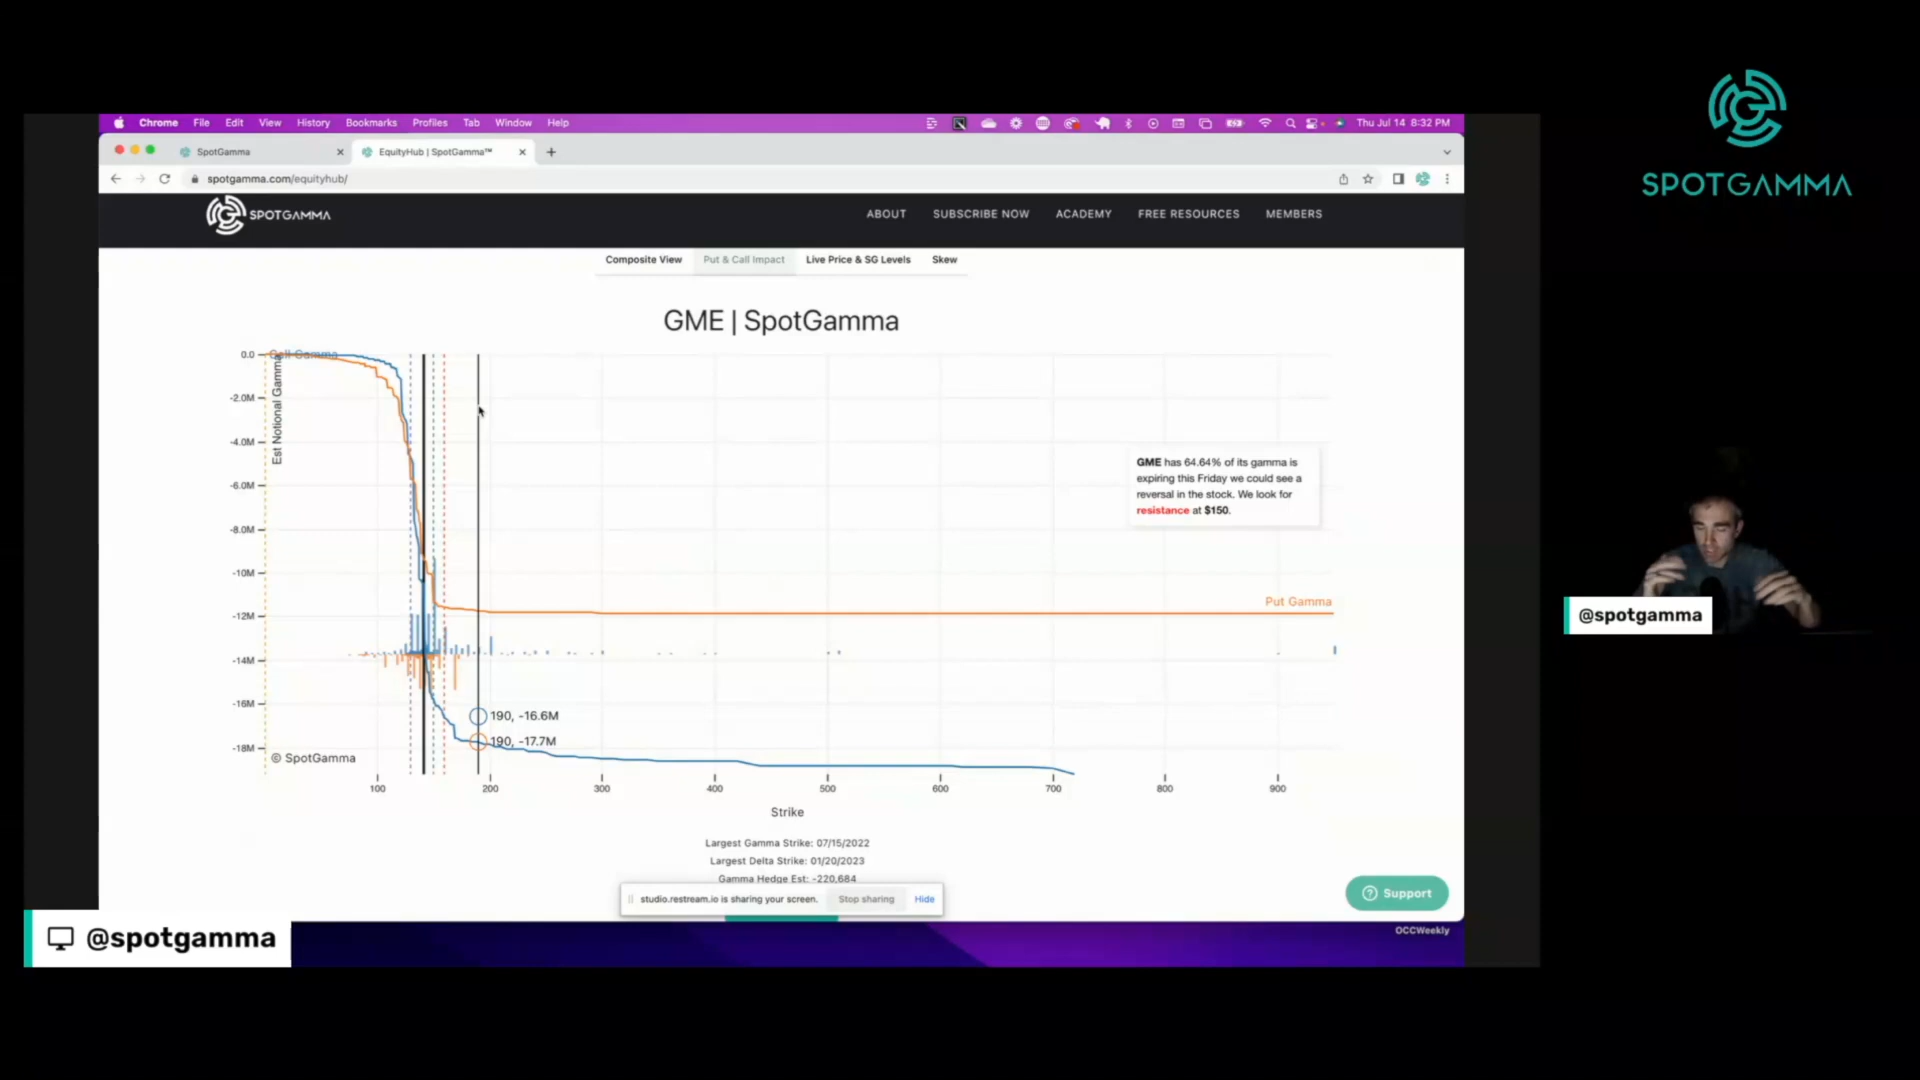 Chrome File Edit View History Bookmarks Profiles Tab Window Help
Thu Jul 14 8:32 PM
SpotGamma
EquityHub | SpotGamma™
spotgamma.com/equityhub/
SPOTGAMMA
ABOUT SUBSCRIBE NOW ACADEMY FREE RESOURCES MEMBERS
SPOTGAMMA
Composite View Put & Call Impact Live Price & SG Levels Skew
GME | SpotGamma
Call Gamma
Est Notional Gamma
0.0
-2.0M
-4.0M
-6.0M
-8.0M
-10M
-12M
-14M
-16M
-18M
GME has 64.64% of its gamma is
expiring this Friday we could see a
reversal in the stock. We look for
resistance at $150.
Put Gamma
190, -16.6M
190, -17.7M
© SpotGamma
100 200 300 400 500 600 700 800 900
Strike
Largest Gamma Strike: 07/15/2022
Largest Delta Strike: 01/20/2023
Gamma Hedge Est: -220,684
studio.restream.io is sharing your screen. Stop sharing Hide
Support
OCCWeekly
@spotgamma
@spotgamma